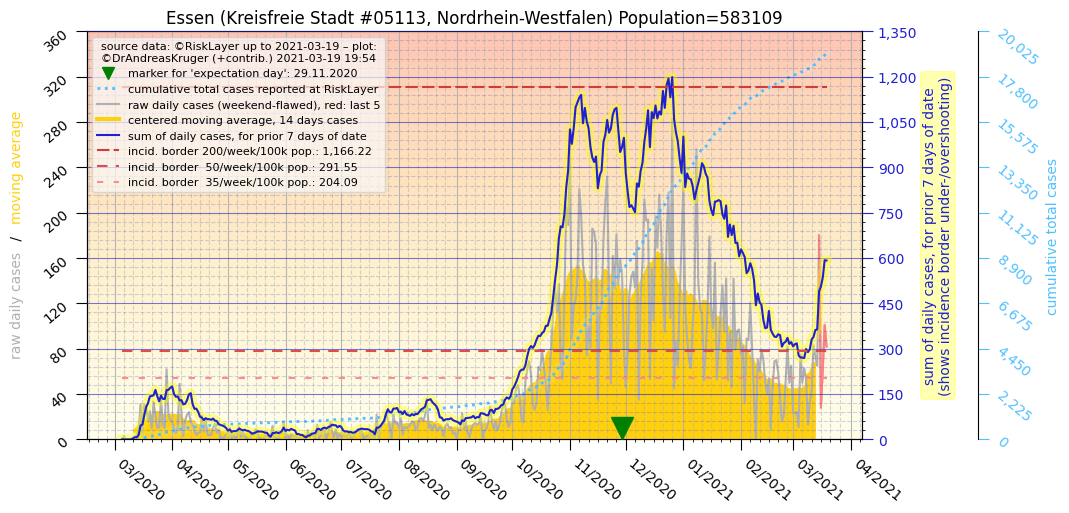 Essen (Kreisfreie Stadt #05113, Nordrhein-Westfalen) Population=583109
source data: ©RiskLayer up to 2021-03-19 – plot:
©DrAndreasKruger (+contrib.) 2021-03-19 19:54
marker for 'expectation day': 29.11.2020
cumulative total cases reported at RiskLayer
raw daily cases (weekend-flawed), red: last 5
centered moving average, 14 days cases
sum of daily cases, for prior 7 days of date
incid. border 200/week/100k pop.: 1,166.22
incid. border  50/week/100k pop.: 291.55
incid. border  35/week/100k pop.: 204.09
raw daily cases / moving average
360
320
280
240
200
160
120
80
40
0
03/2020
04/2020
05/2020
06/2020
07/2020
08/2020
09/2020
10/2020
11/2020
12/2020
01/2021
02/2021
03/2021
04/2021
1,350
1,200
1,050
900
750
600
450
300
150
0
sum of daily cases, for prior 7 days of date
(shows incidence border under-/overshooting)
20,025
17,800
15,575
13,350
11,125
8,900
6,675
4,450
2,225
0
cumulative total cases